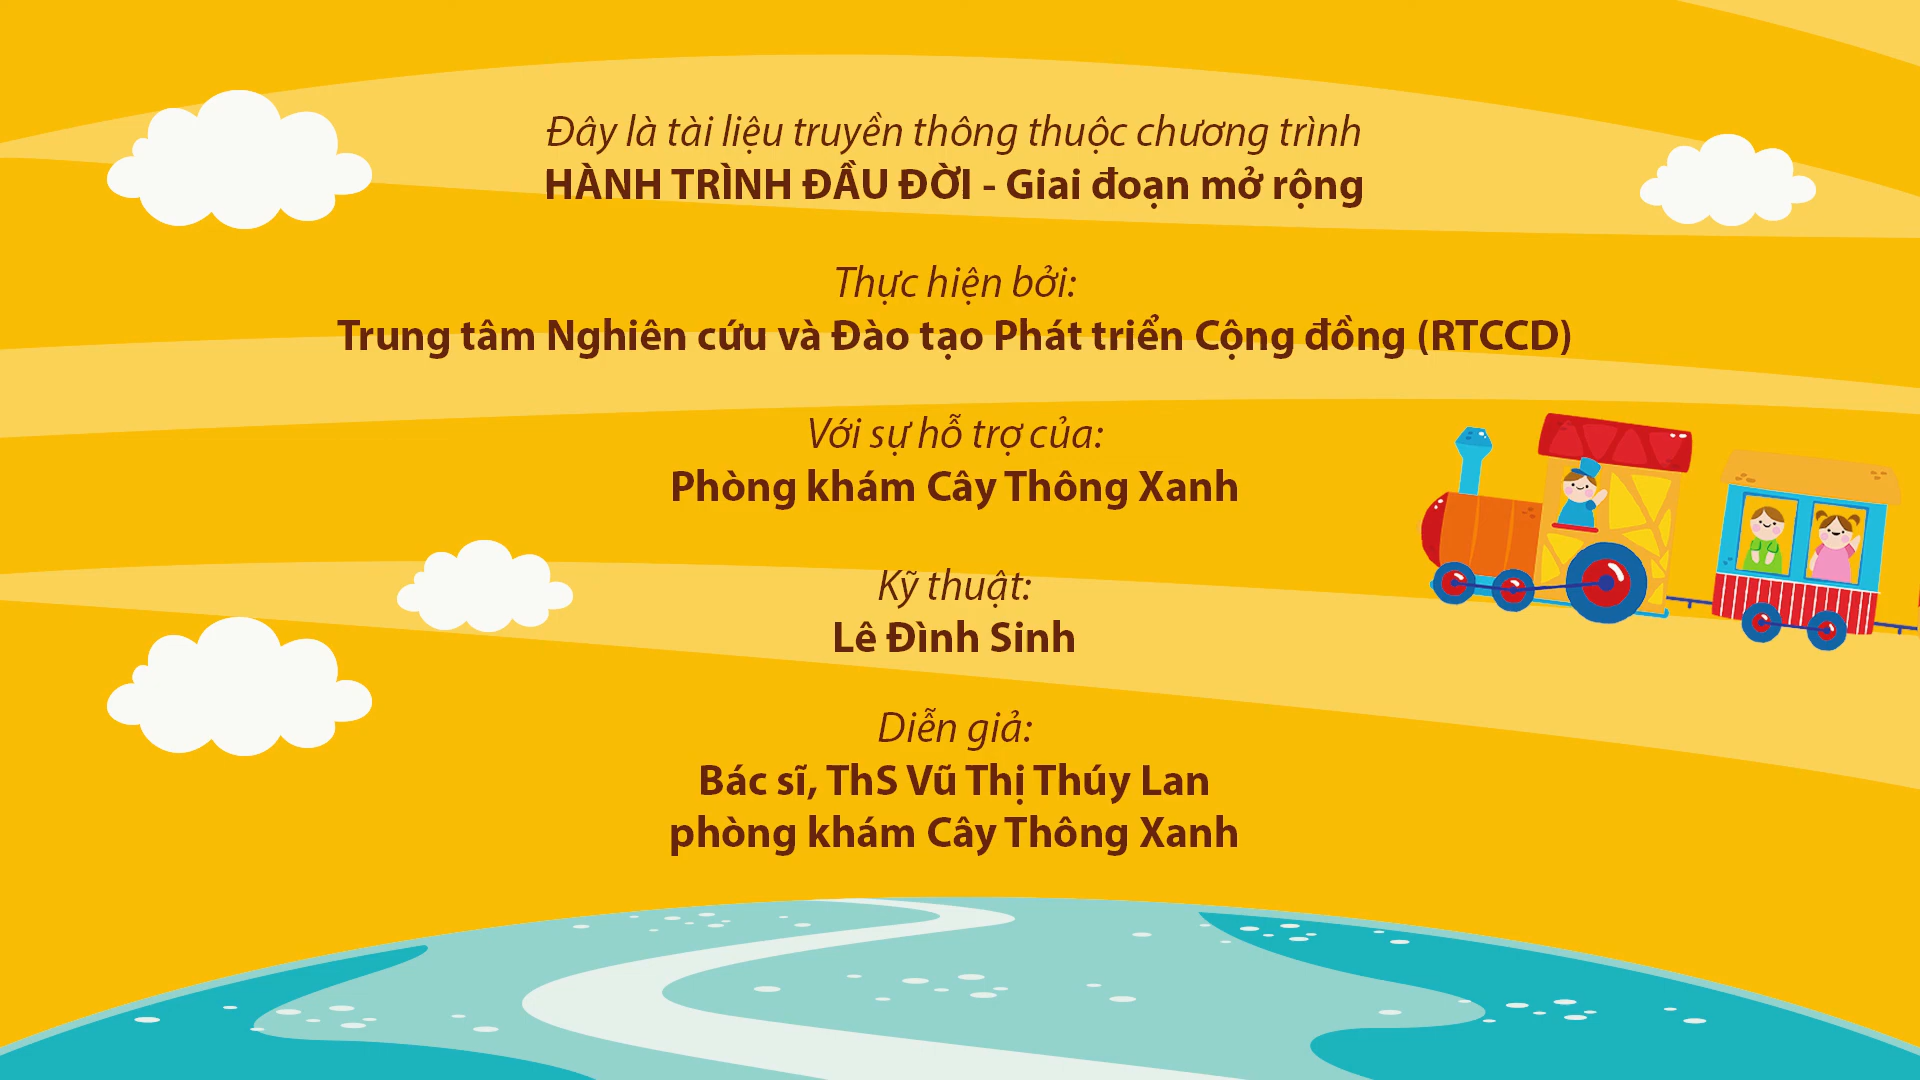 Đây là tài liệu truyền thông thuộc chương trình
HÀNH TRÌNH ĐẦU ĐỜI - Giai đoạn mở rộng
Thực hiện bởi:
Trung tâm Nghiên cứu và Đào tạo Phát triển Cộng đồng (RTCCD)
Với sự hỗ trợ của:
Phòng khám Cây Thông Xanh
Kỹ thuật:
Lê Đình Sinh
Diễn giả:
Bác sĩ, ThS Vũ Thị Thúy Lan
phòng khám Cây Thông Xanh